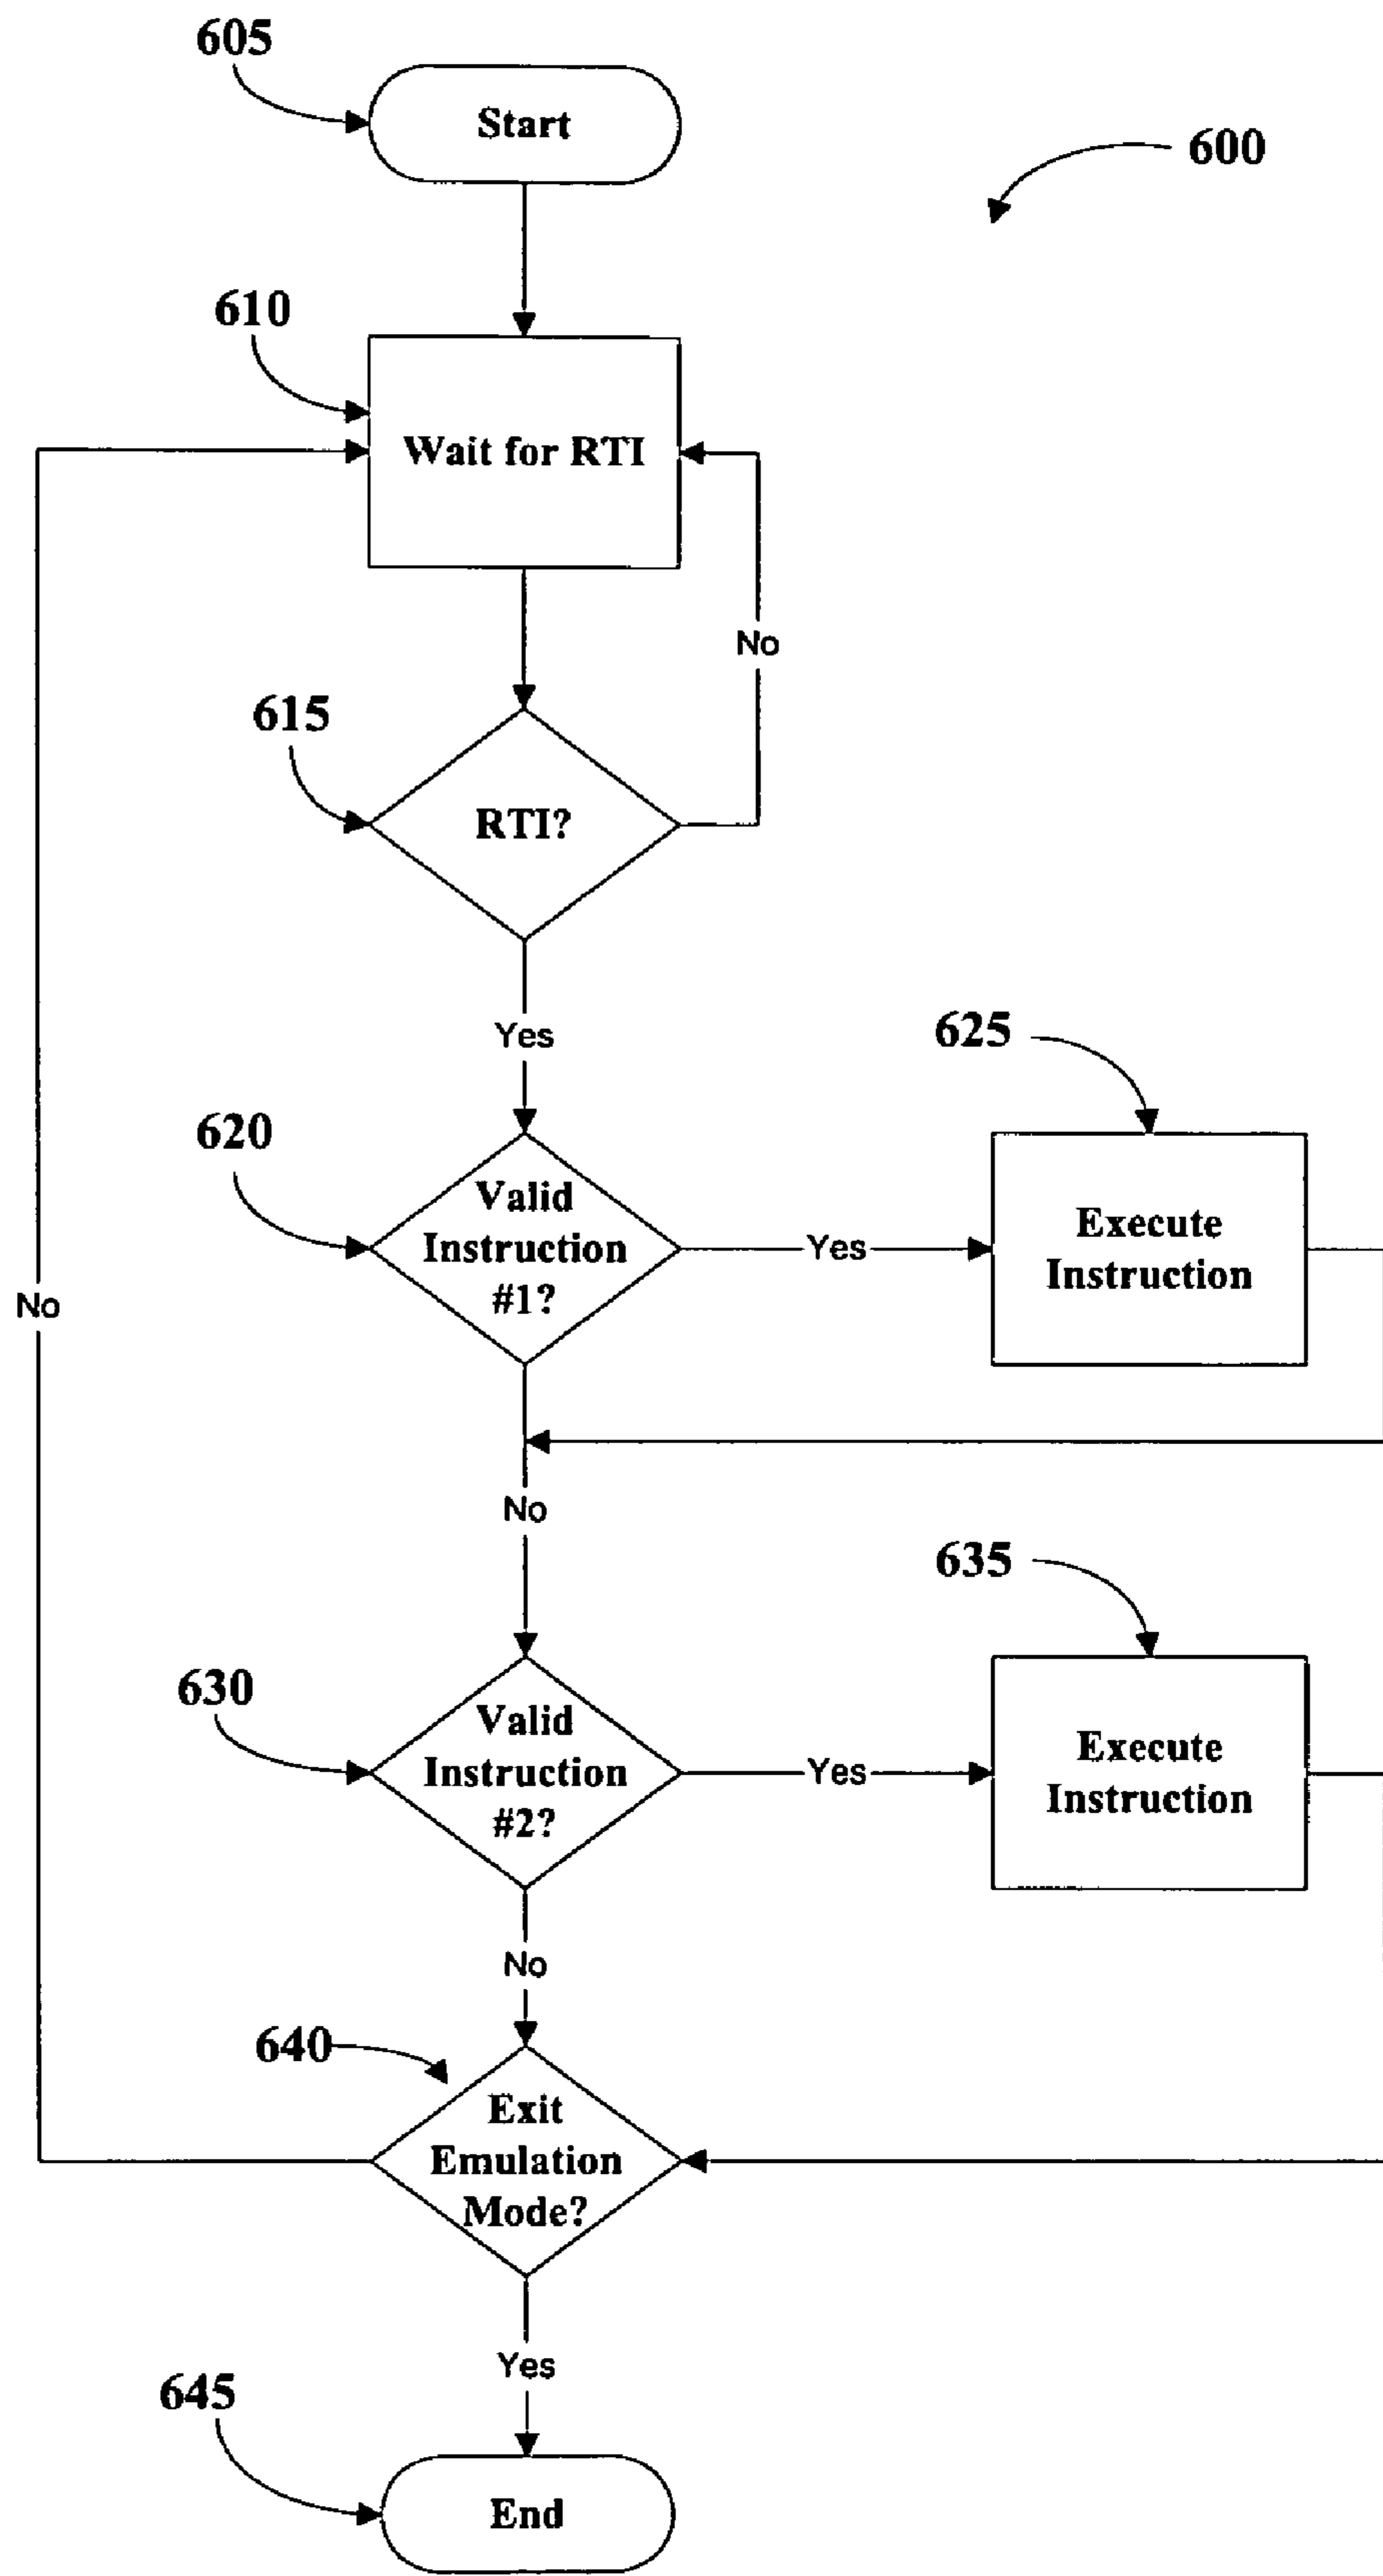 605
Start
600
610
Wait for RTI
No
615
RTI?
Yes
625
620
Valid
Instruction
#1?
Yes
Execute
Instruction
No
No
635
630
Valid
Instruction
#2?
Yes
Execute
Instruction
No
640
Exit
Emulation
Mode?
Yes
645
End